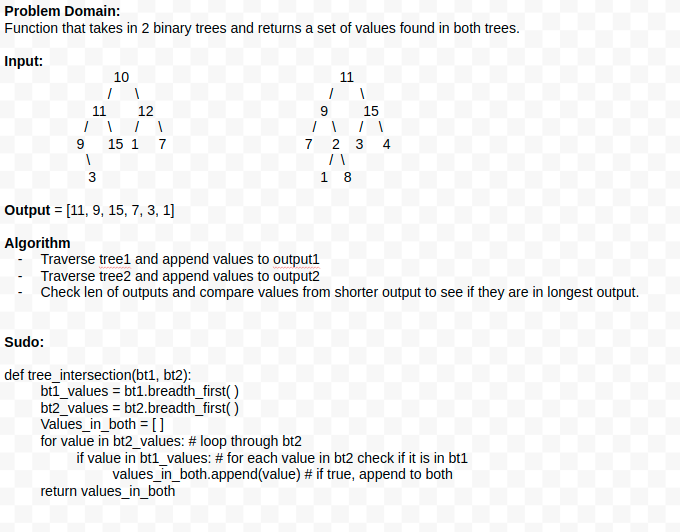 Problem Domain:
Function that takes in 2 binary trees and returns a set of values found in both trees.
Input:
10 11
/ \ / \
11 12 9 15
/ \ / \ / \ / \
9 15 1 7 7 2 3 4
\ / \
3 1 8
Output = [11, 9, 15, 7, 3, 1]
Algorithm
- Traverse tree1 and append values to output1
- Traverse tree2 and append values to output2
- Check len of outputs and compare values from shorter output to see if they are in longest output.
Sudo:
def tree_intersection(bt1, bt2):
bt1_values = bt1.breadth_first( )
bt2_values = bt2.breadth_first( )
Values_in_both = [ ]
for value in bt2_values: # loop through bt2
if value in bt1_values: # for each value in bt2 check if it is in bt1
values_in_both.append(value) # if true, append to both
return values_in_both